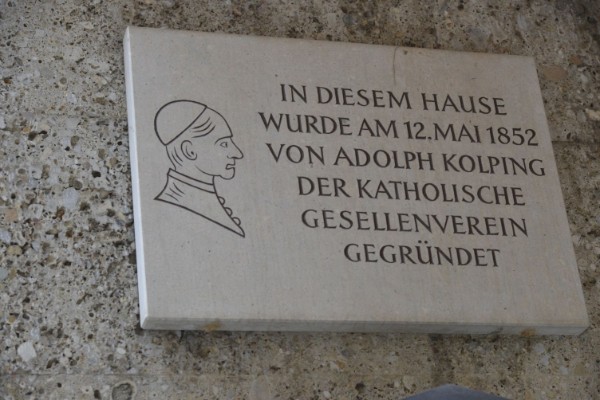 IN DIESEM HAUSE
WURDE AM 12. MAI 1852
VON ADOLPH KOLPING
DER KATHOLISCHE
GESELLENVEREIN
GEGRÜNDET